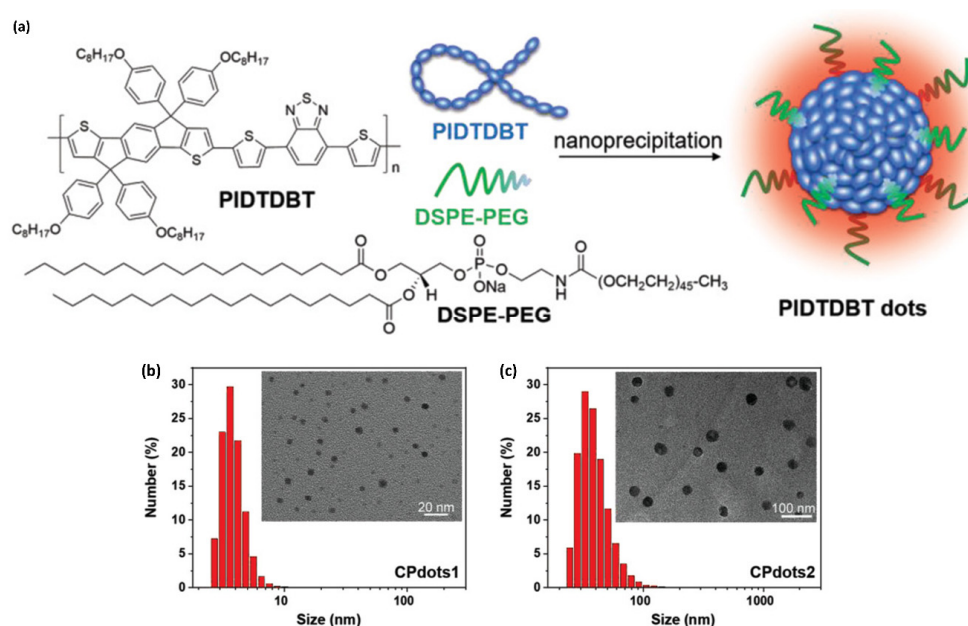 (a)
C8H17
O
OC8H17
S
N N
S
S
S
S
n
PIDTDBT
C8H17O
OC8H17
PIDTDBT
DSPE-PEG
nanoprecipitation
PIDTDBT dots
O
O
O
O
O
P
ONa
O
H
N
H
O
(OCH2CH2)45-CH3
DSPE-PEG
(b)
30
25
20
15
10
5
0
Number (%)
10
100
Size (nm)
20 nm
CPdots1
(c)
30
25
20
15
10
5
0
Number (%)
100
1000
Size (nm)
100 nm
CPdots2